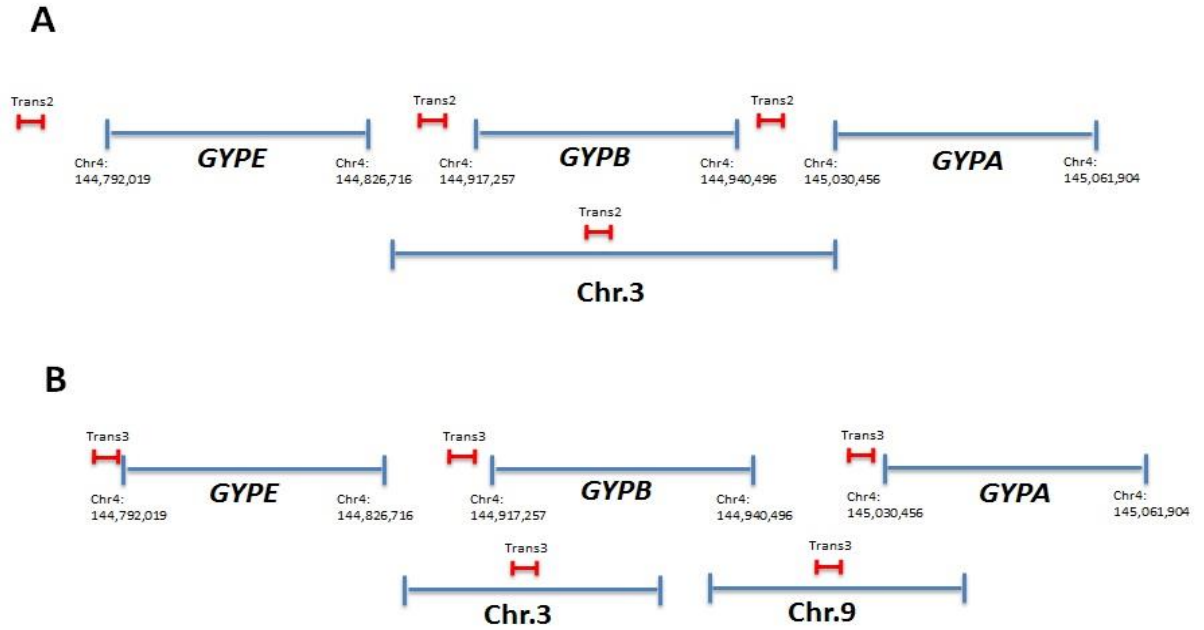 A
Trans2
Trans2
Trans2
GYPE
GYPB
GYPA
Chr4:
144,792,019
Chr4:
144,826,716
Chr4:
144,917,257
Chr4:
144,940,496
Chr4:
145,030,456
Chr4:
145,061,904
Trans2
Chr.3
B
Trans3
Trans3
Trans3
GYPE
GYPB
GYPA
Chr4:
144,792,019
Chr4:
144,826,716
Chr4:
144,917,257
Chr4:
144,940,496
Chr4:
145,030,456
Chr4:
145,061,904
Trans3
Trans3
Chr.3
Chr.9